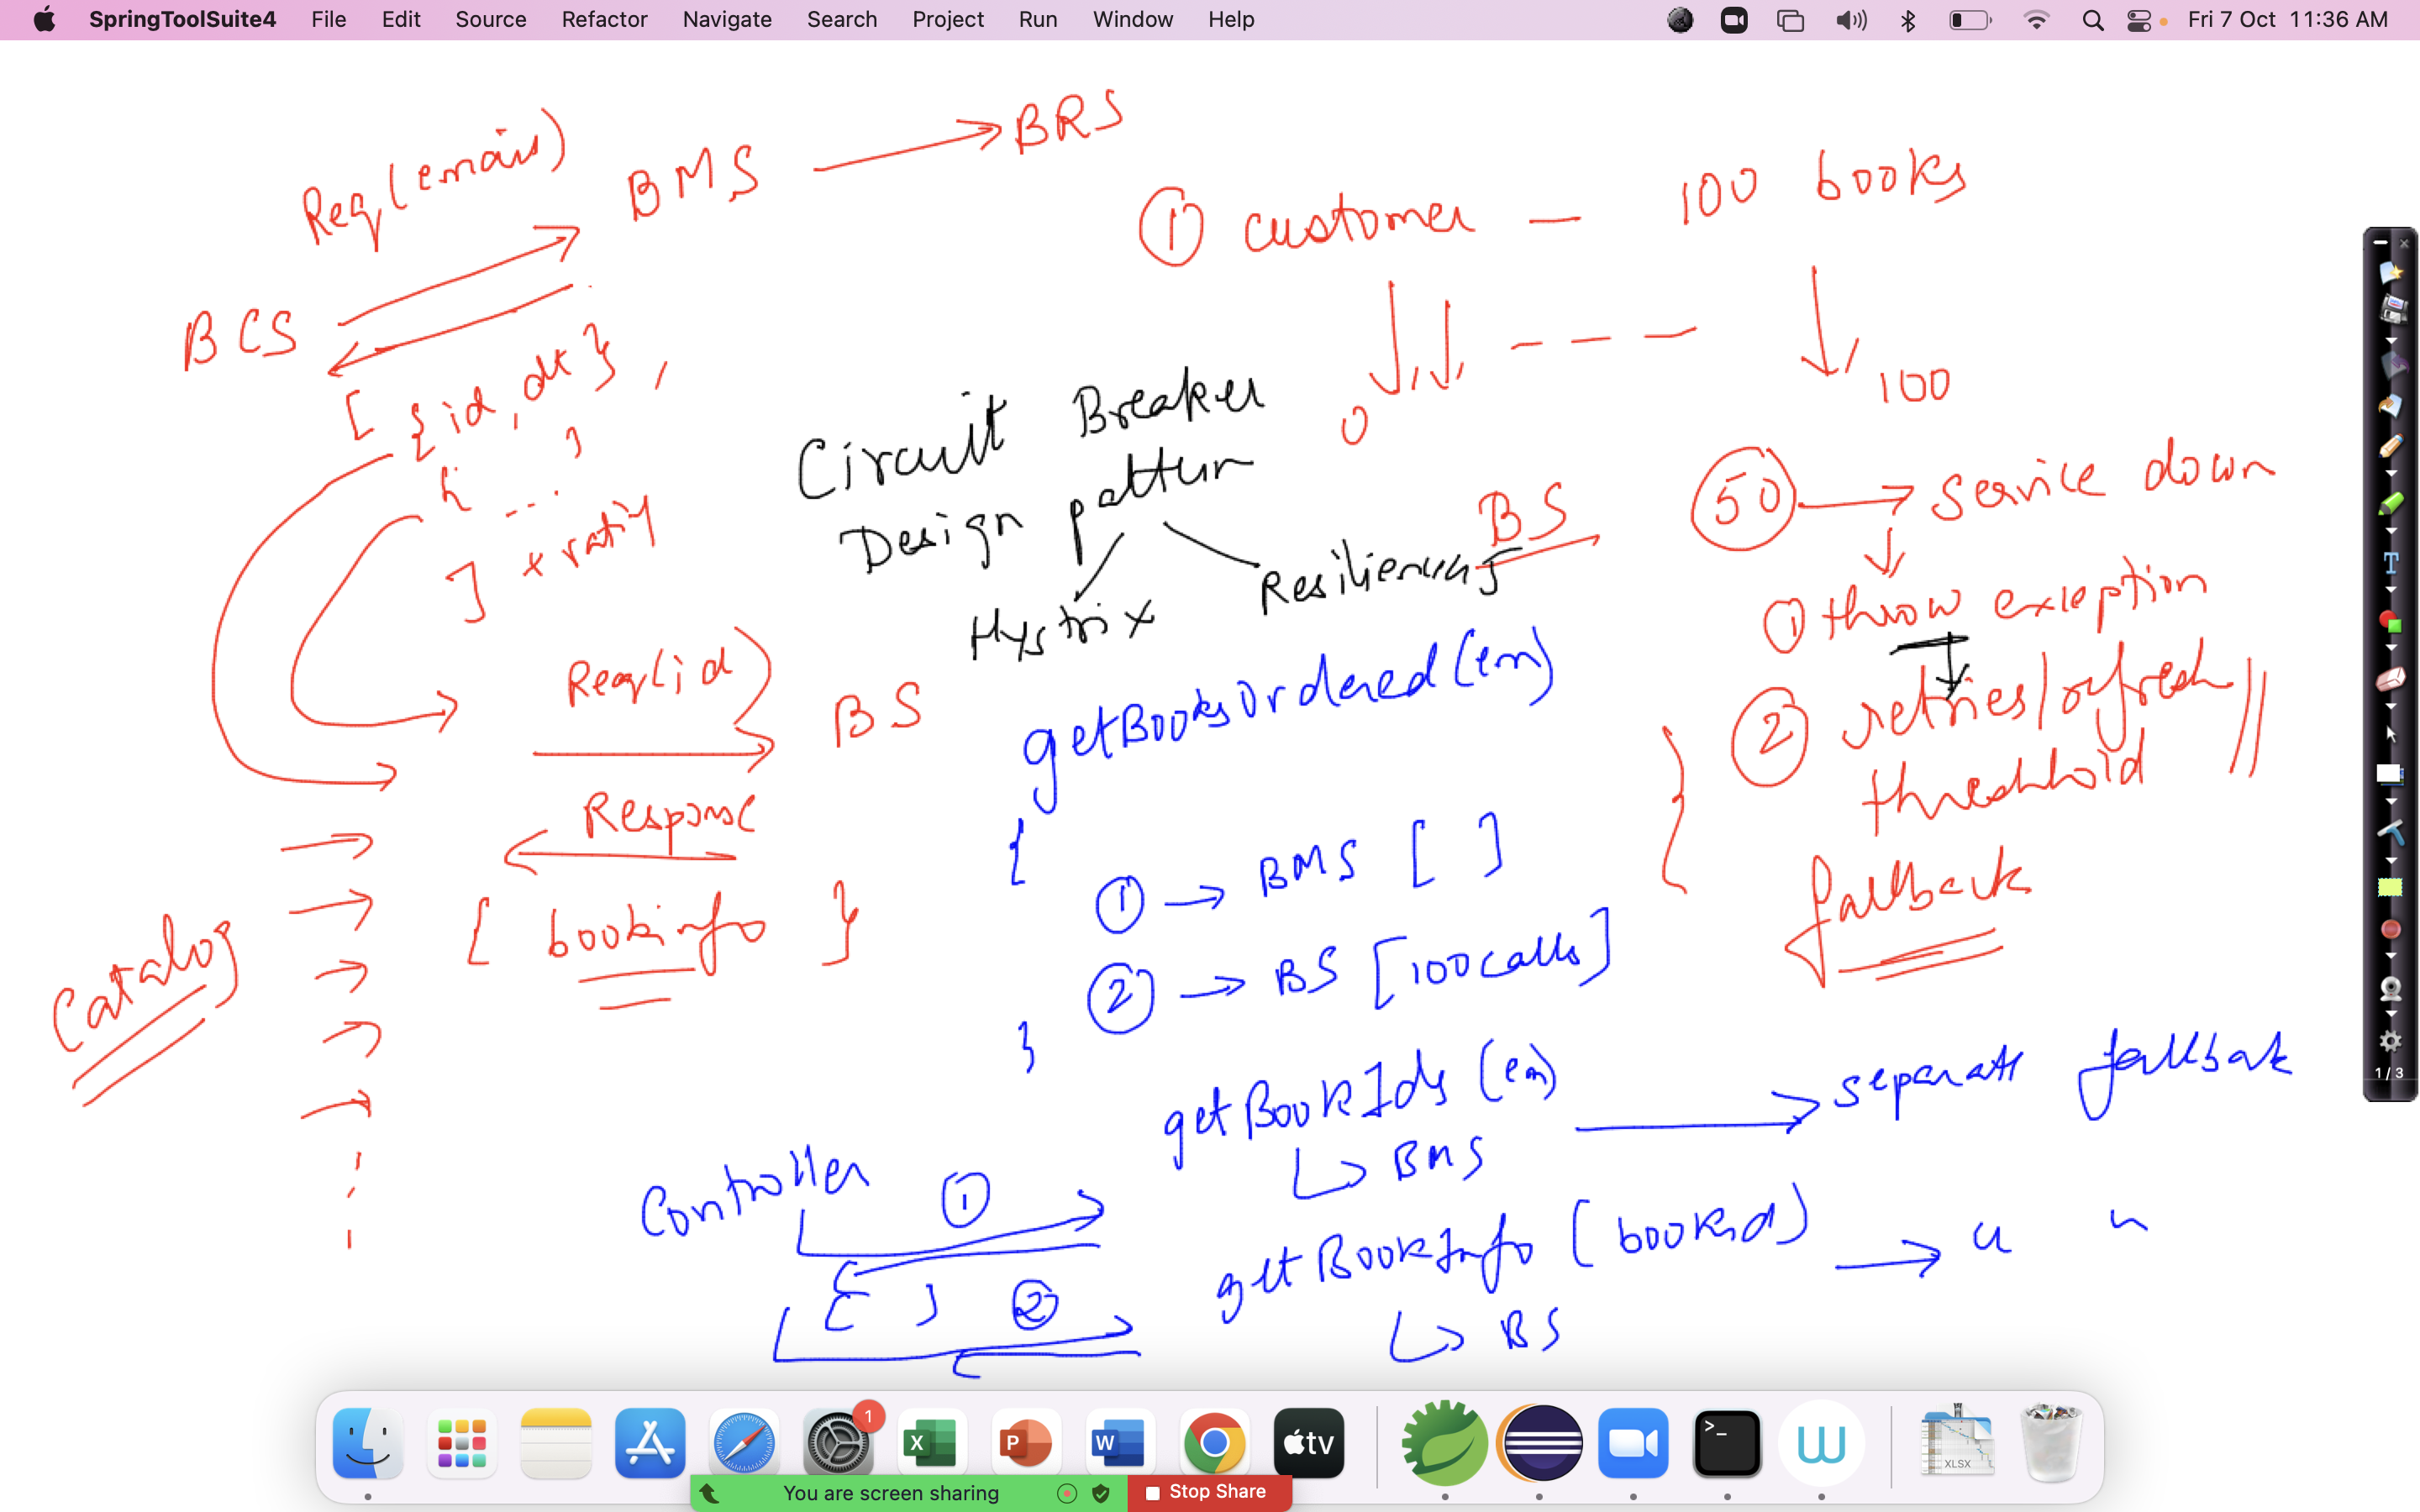 SpringToolSuite4 File Edit Source Refactor Navigate Search Project Run Window Help Fri 7 Oct 11:36 AM
Req(email)
BMS
BRS
BCS
[ {id, dt},
{ ...
] + rating
① customer - 100 books
0
100
Circuit Breaker
Design pattern
Hystrix
BS
50 → service down
① throw exception
② retries/refresh
threshhold
fallback
Req(id)
BS
Response
{ bookinfo }
Catalog
getBooksOrdered(em)
{
① → BMS [ ]
② → BS [100 calls]
}
getBookIds (em)
BMS
separate fallback
Controller
①
[ ] ②
getBookInfo (bookid)
" "
BS
1 / 3
1
X
P
W
tv
>_
W
XLSX
You are screen sharing
Stop Share